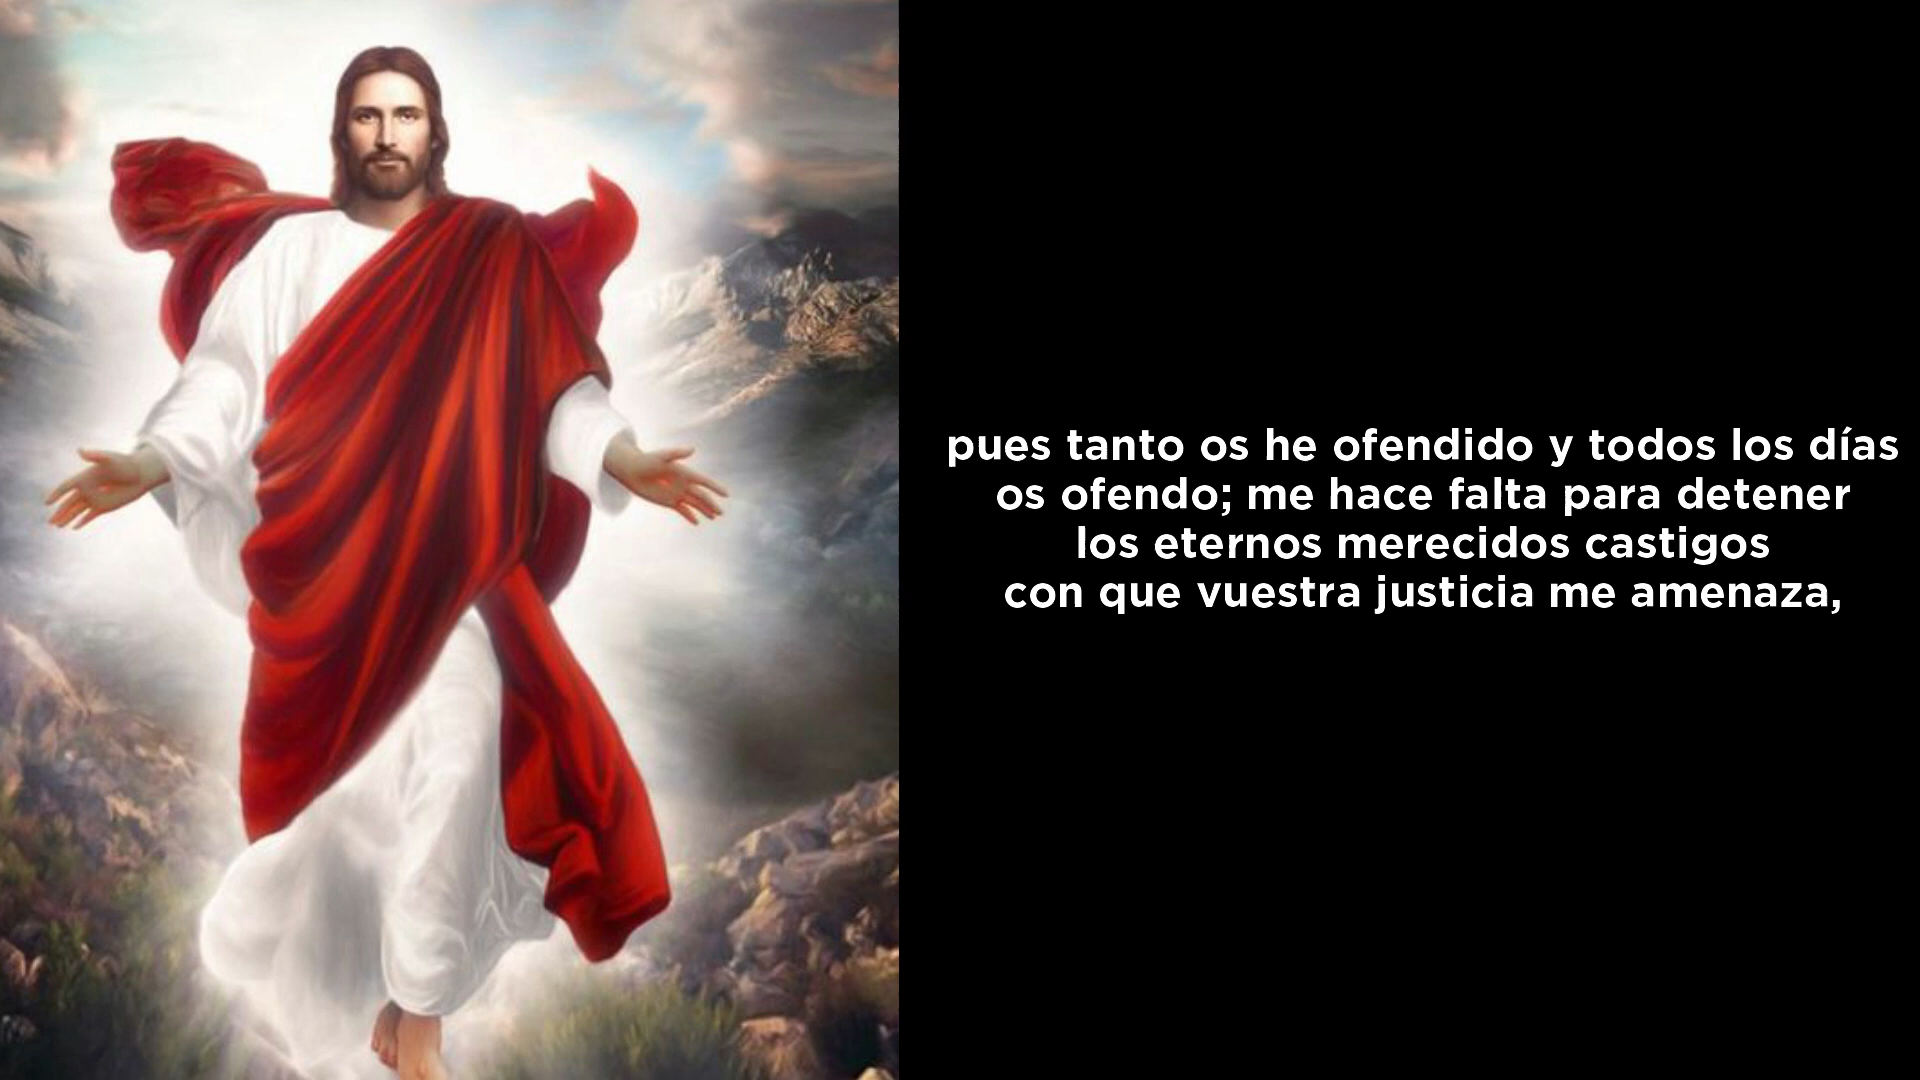 pues tanto os he ofendido y todos los días
os ofendo; me hace falta para detener
los eternos merecidos castigos
con que vuestra justicia me amenaza,